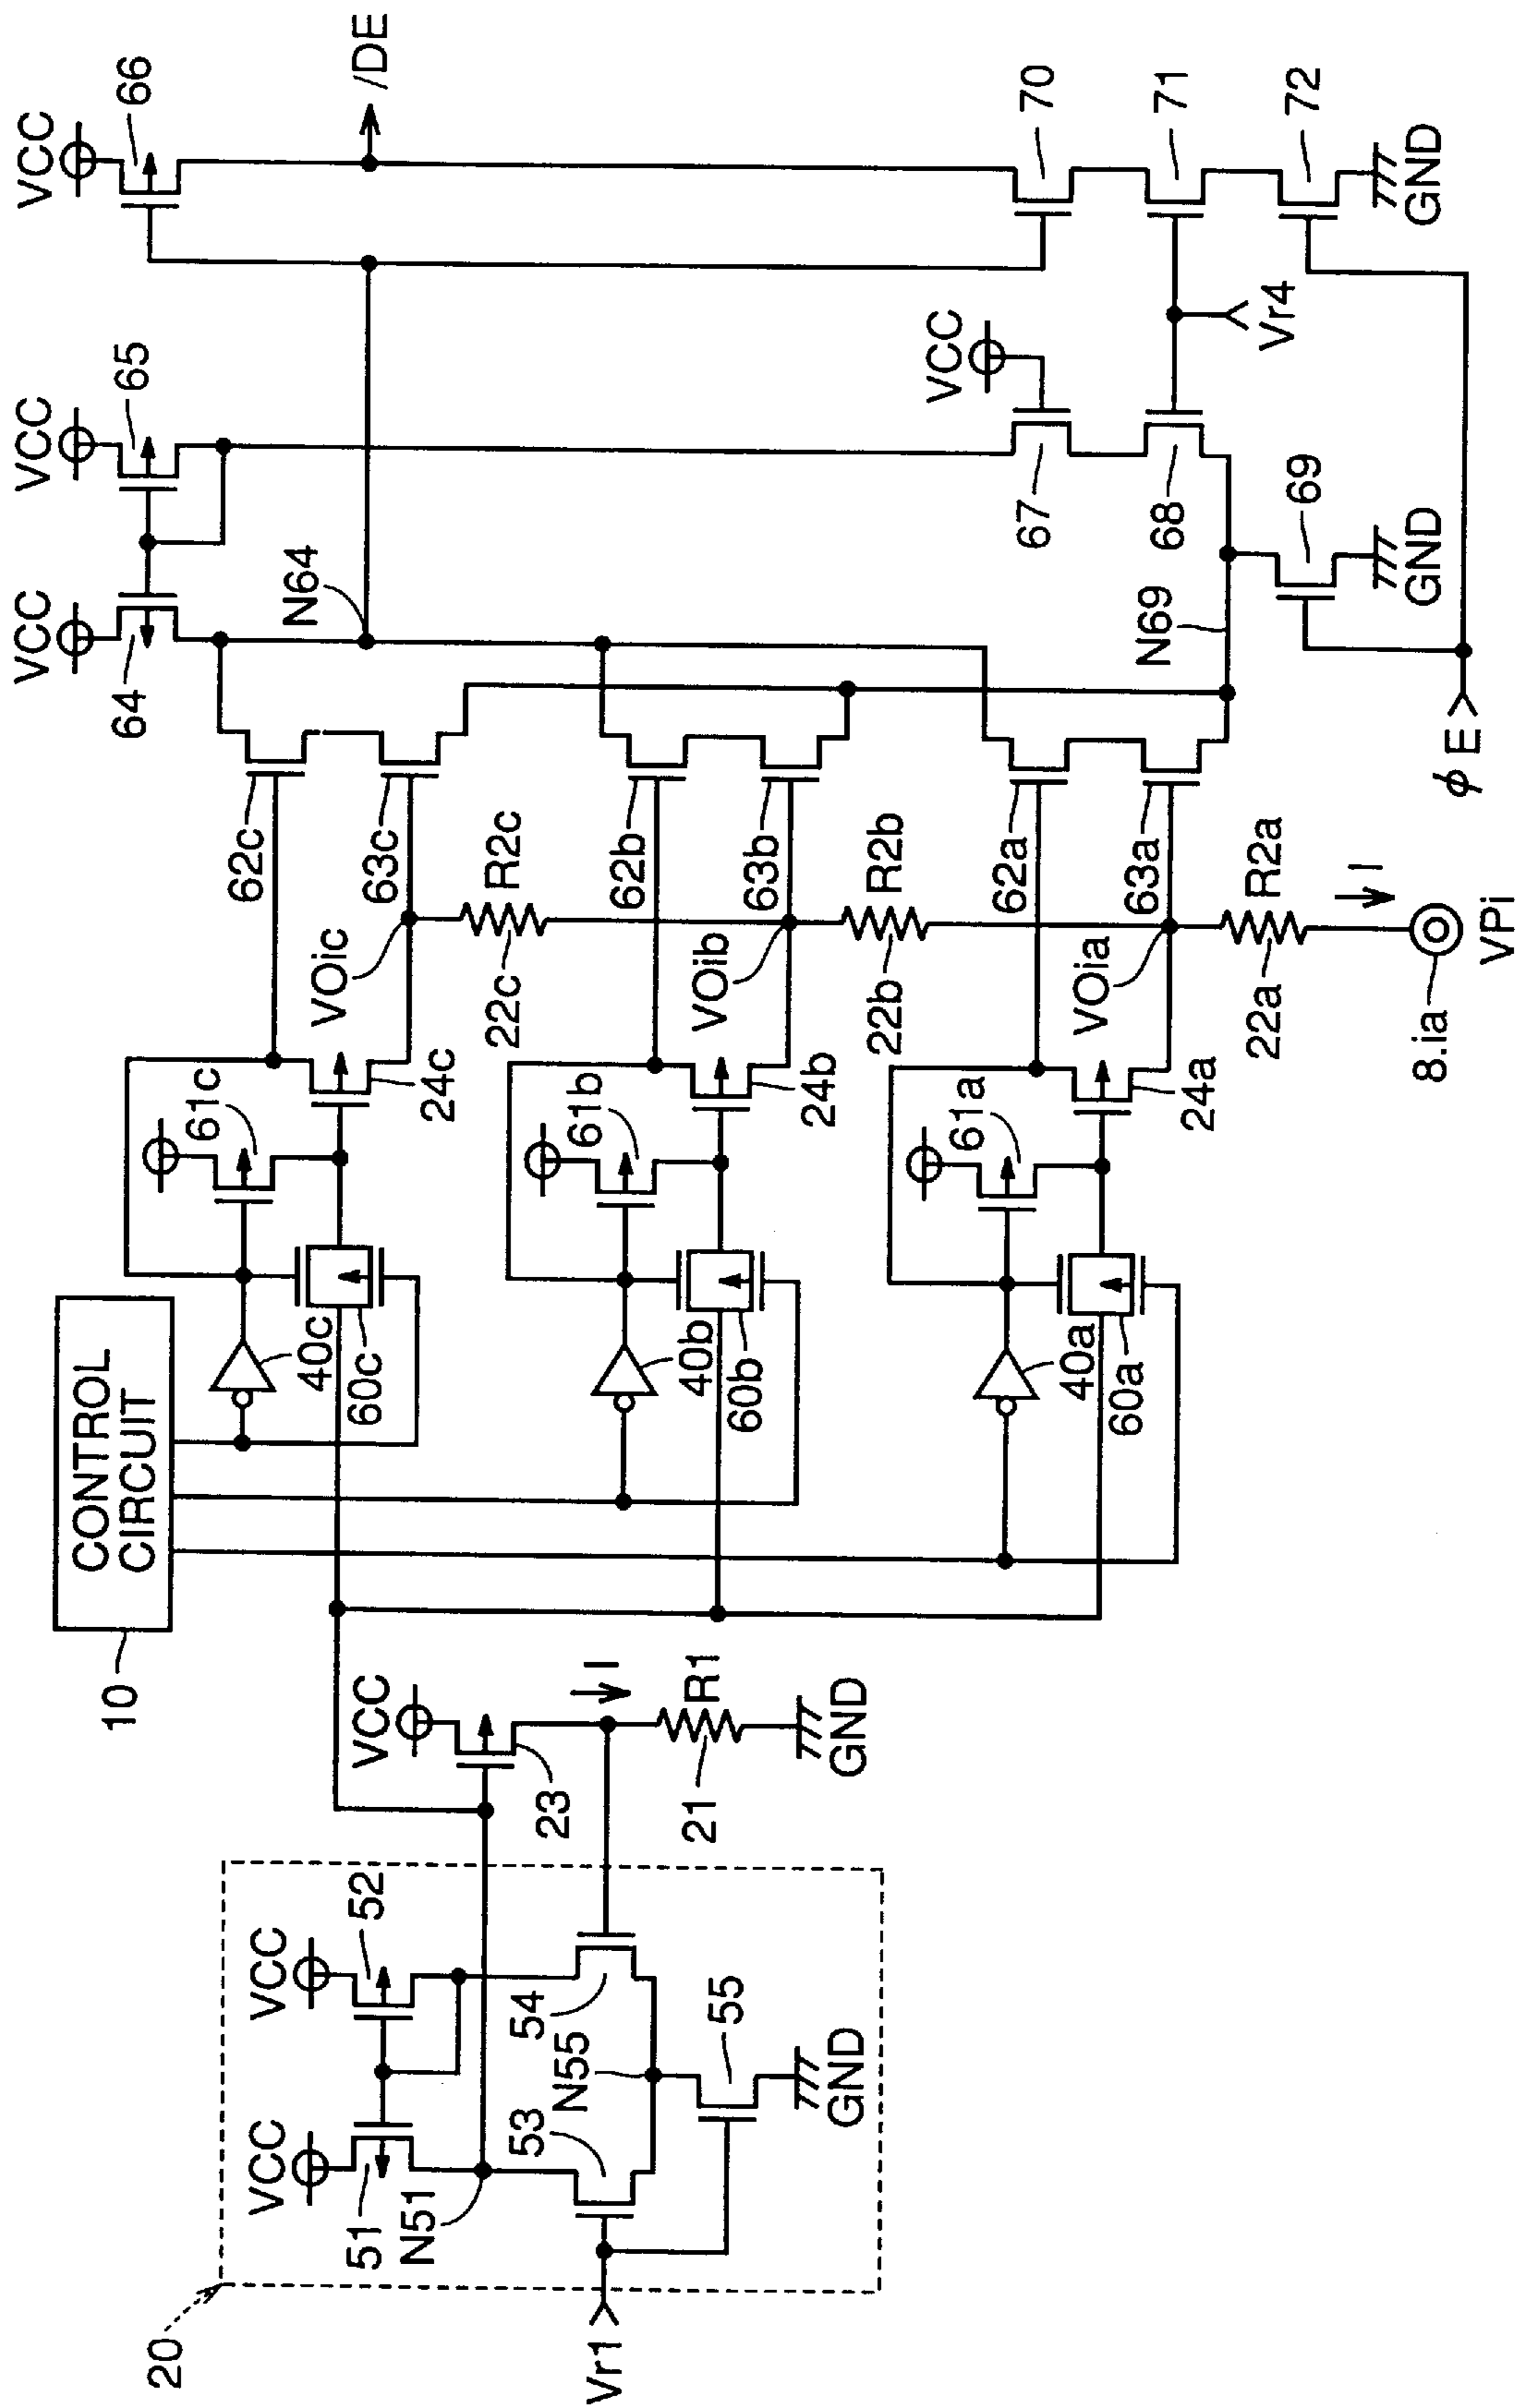 20
Vr1
VCC
VCC
51
52
N51
53
54
N55
55
GND
VCC
23
I
R1
21
GND
10
CONTROL
CIRCUIT
40c
60c
61c
24c
40b
60b
61b
24b
40a
60a
61a
24a
VOic
22c
R2c
62c
63c
VOib
22b
R2b
62b
63b
VOia
22a
R2a
62a
63a
I
8.ia
VPi
VCC
VCC
64
65
N64
N69
VCC
67
68
69
GND
ϕE
VCC
66
/DE
70
71
72
Vr4
GND